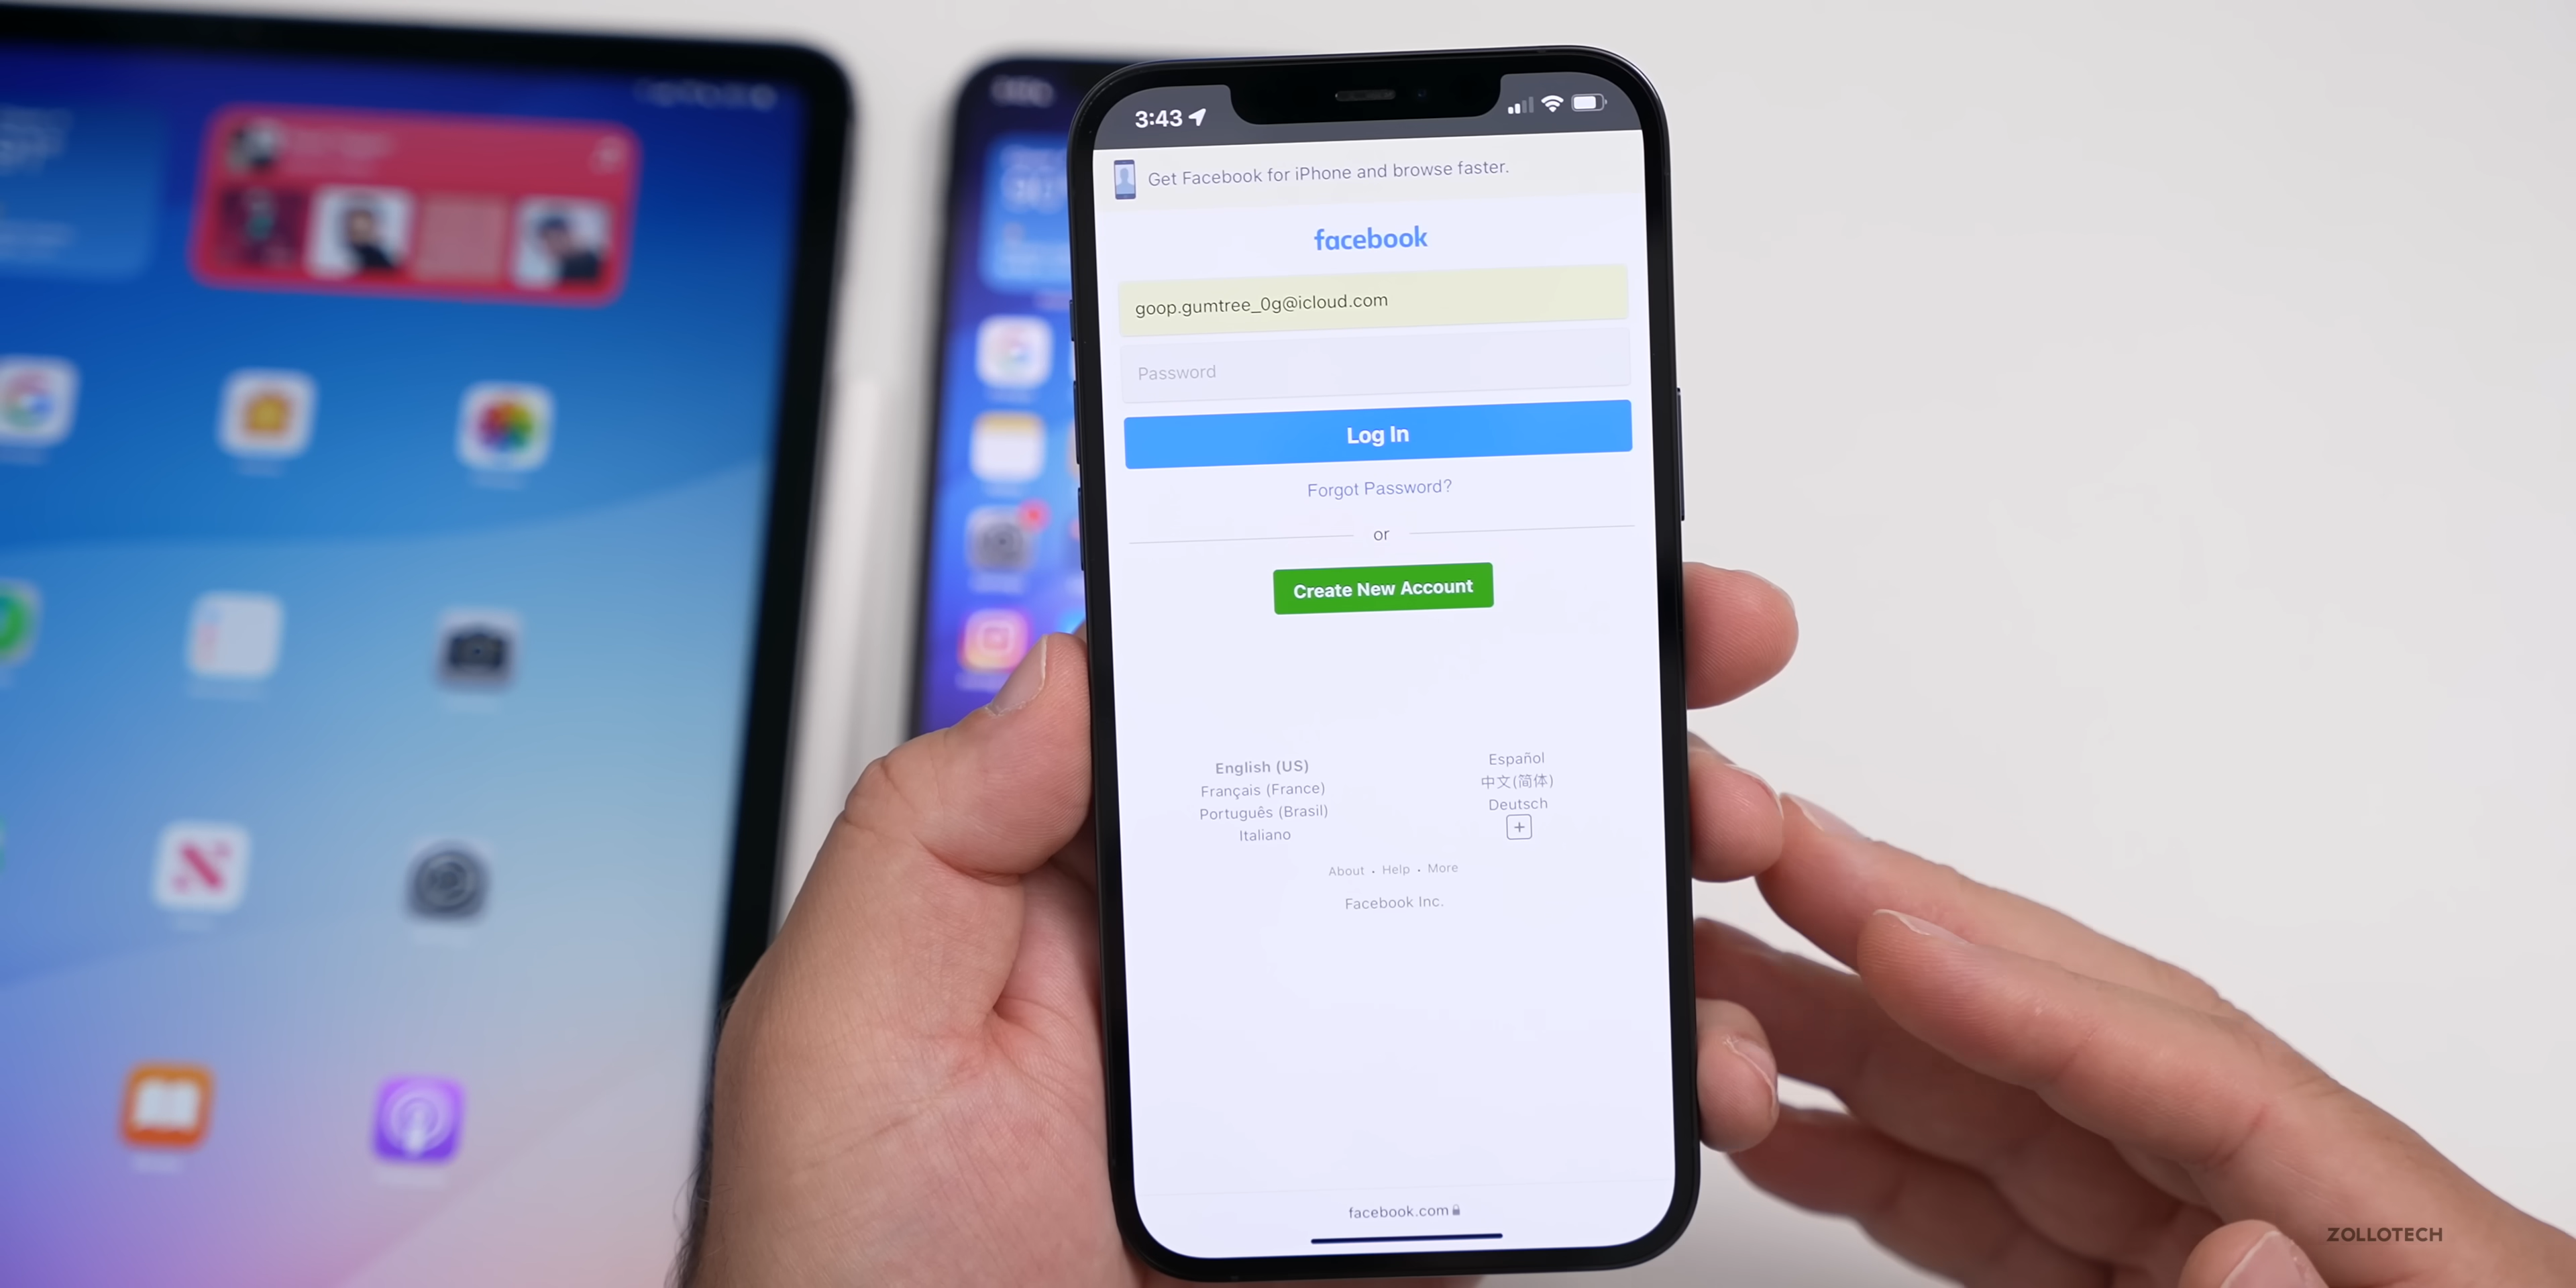 3:43
Get Facebook for iPhone and browse faster.
facebook
goop.gumtree_0g@icloud.com
Password
Log In
Forgot Password?
or
Create New Account
English (US)
Français (France)
Português (Brasil)
Italiano
Español
中文(简体)
Deutsch
+
About · Help · More
Facebook Inc.
facebook.com
ZOLLOTECH